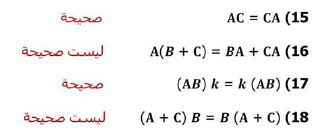 15) AC = CA صحيحة
16) A(B + C) = BA + CA ليست صحيحة
17) (AB) k = k (AB) صحيحة
18) (A + C) B = B (A + C) ليست صحيحة